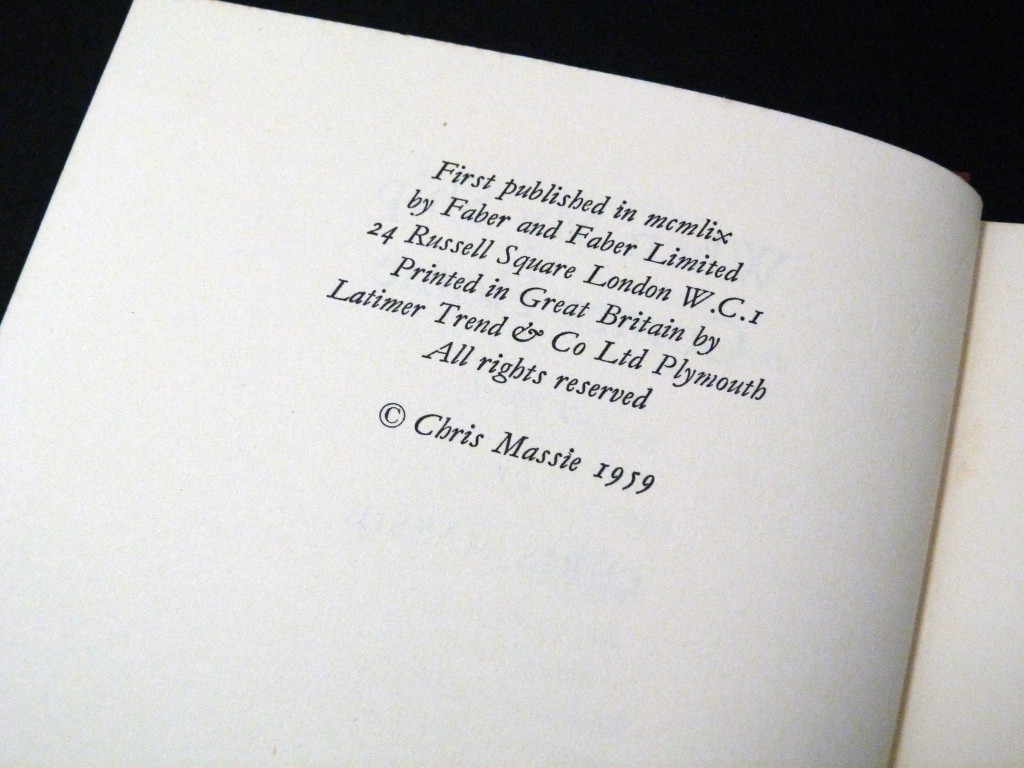 First published in mcmlix
by Faber and Faber Limited
24 Russell Square London W.C.1
Printed in Great Britain by
Latimer Trend & Co Ltd Plymouth
All rights reserved
© Chris Massie 1959